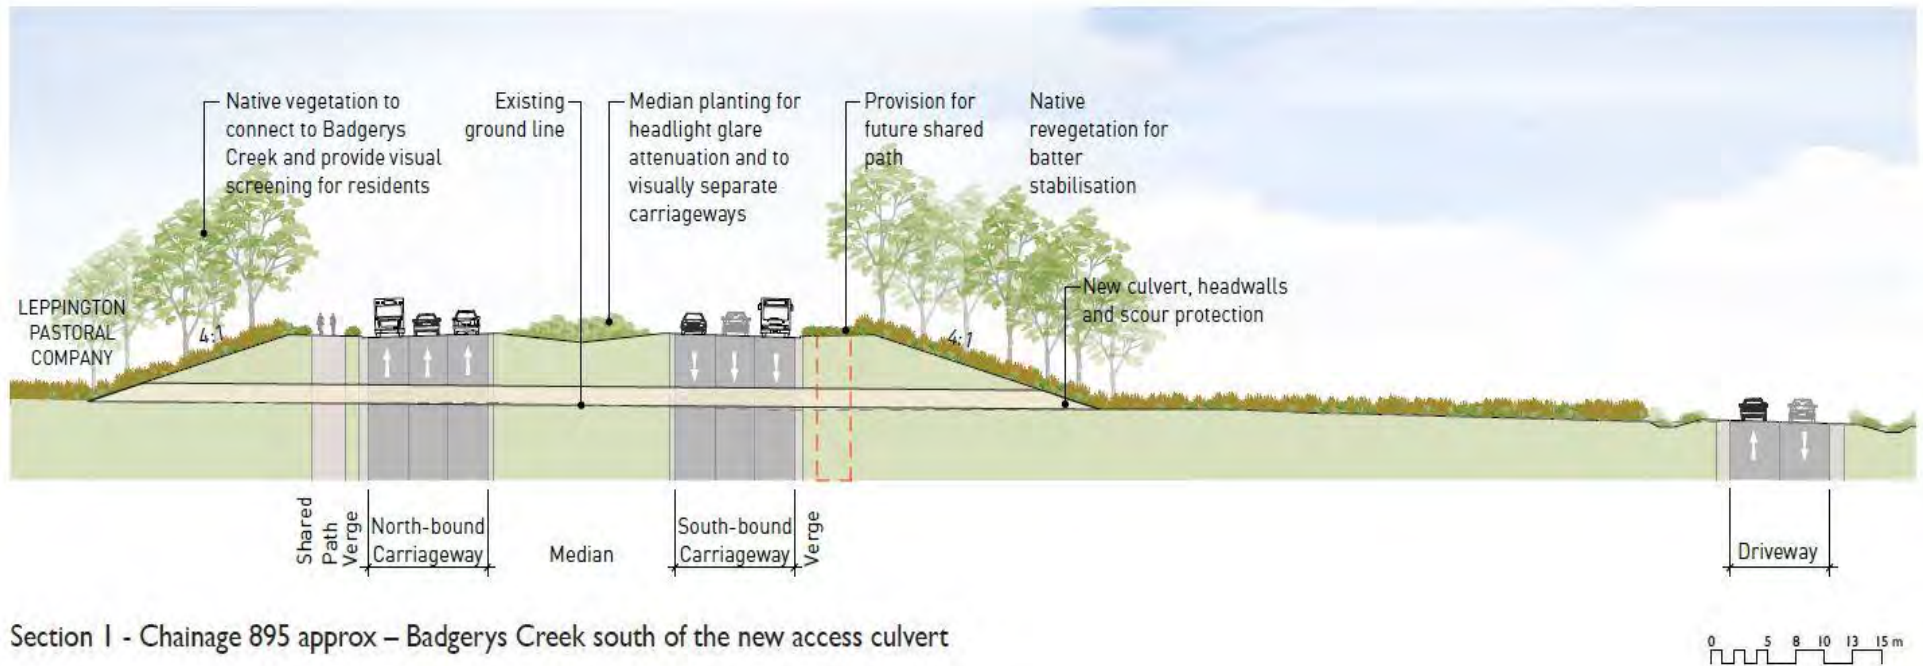 Native vegetation to
connect to Badgerys
Creek and provide visual
screening for residents
Existing
ground line
Median planting for
headlight glare
attenuation and to
visually separate
carriageways
Provision for
future shared
path
Native
revegetation for
batter
stabilisation
New culvert, headwalls
and scour protection
LEPPINGTON
PASTORAL
COMPANY
4:1
4:1
Shared
Path
Verge
North-bound
Carriageway
Median
South-bound
Carriageway
Verge
Driveway
Section 1 - Chainage 895 approx – Badgerys Creek south of the new access culvert
0 5 8 10 13 15 m